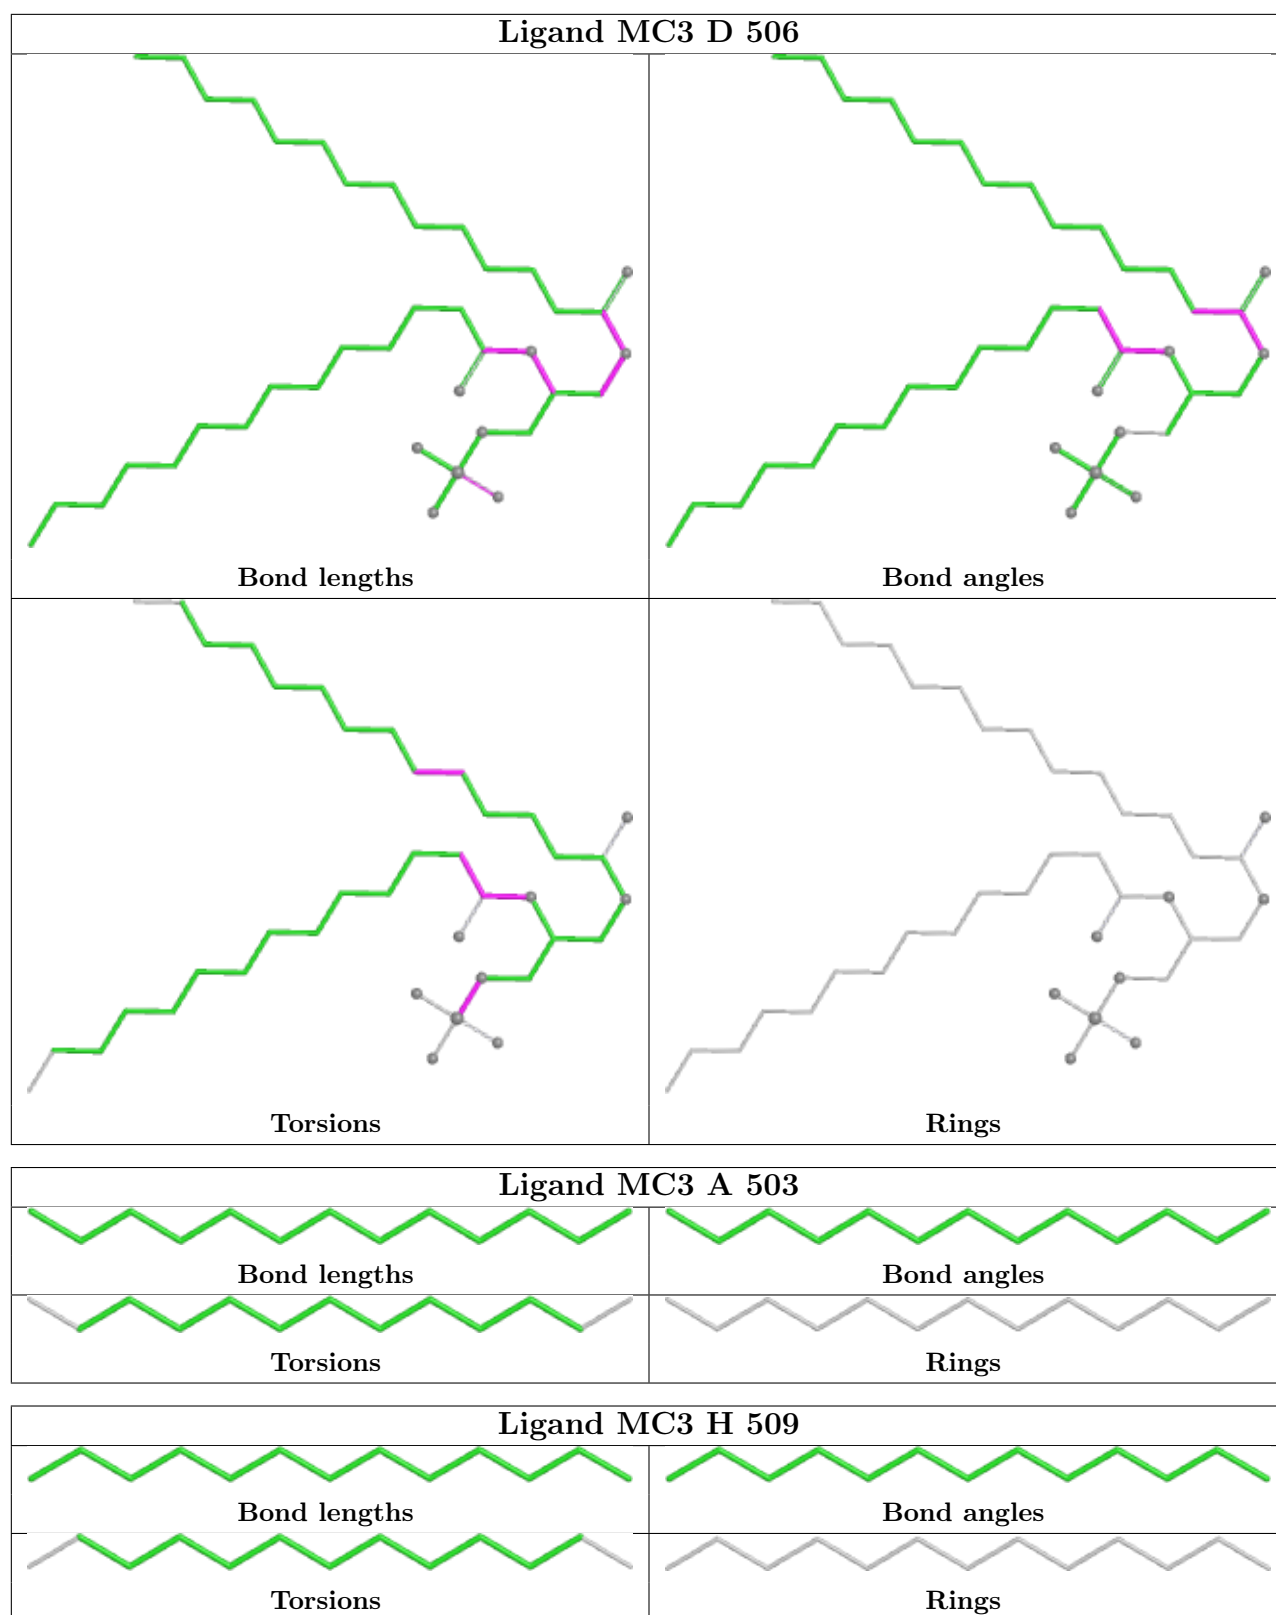 Ligand MC3 D 506
Bond lengths
Bond angles
Torsions
Rings
Ligand MC3 A 503
Bond lengths
Bond angles
Torsions
Rings
Ligand MC3 H 509
Bond lengths
Bond angles
Torsions
Rings